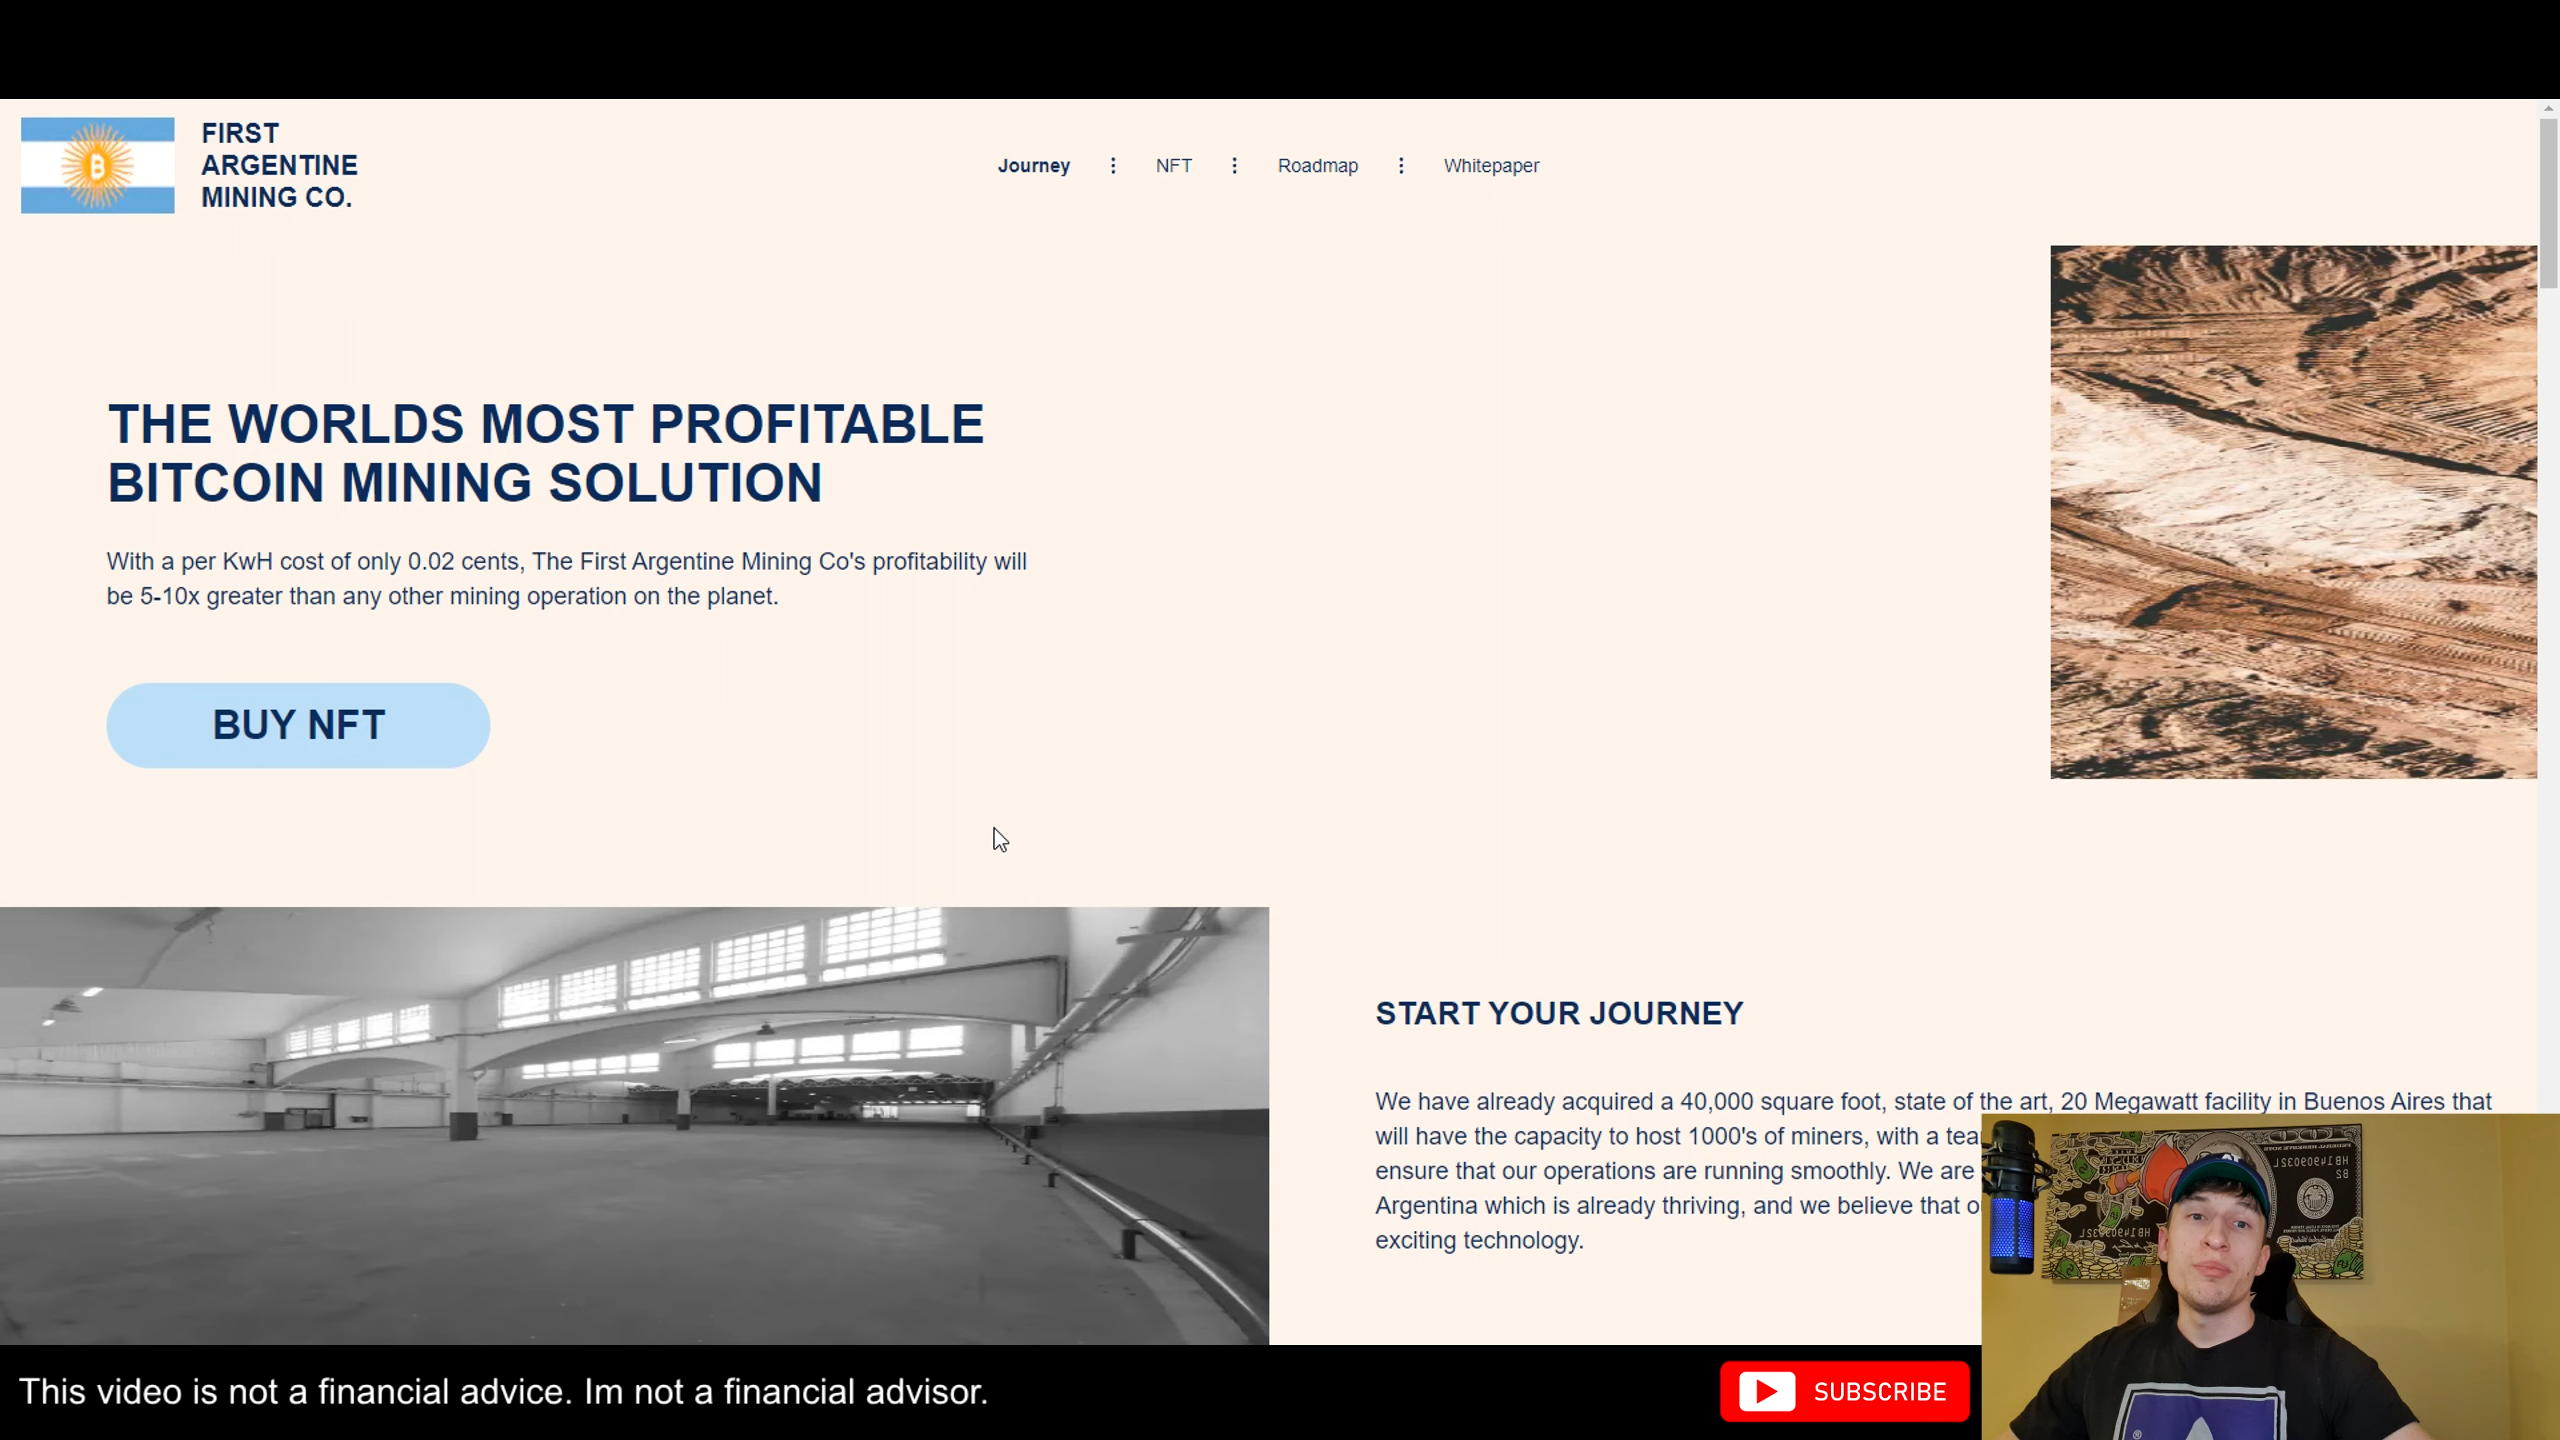 FIRST
ARGENTINE
MINING CO.
Journey
NFT
Roadmap
Whitepaper
THE WORLDS MOST PROFITABLE
BITCOIN MINING SOLUTION
With a per KwH cost of only 0.02 cents, The First Argentine Mining Co's profitability will
be 5-10x greater than any other mining operation on the planet.
BUY NFT
START YOUR JOURNEY
We have already acquired a 40,000 square foot, state of the art, 20 Megawatt facility in Buenos Aires that
will have the capacity to host 1000's of miners, with a
ensure that our operations are running smoothly. We are
Argentina which is already thriving, and we believe that
exciting technology.
This video is not a financial advice. Im not a financial advisor.
SUBSCRIBE